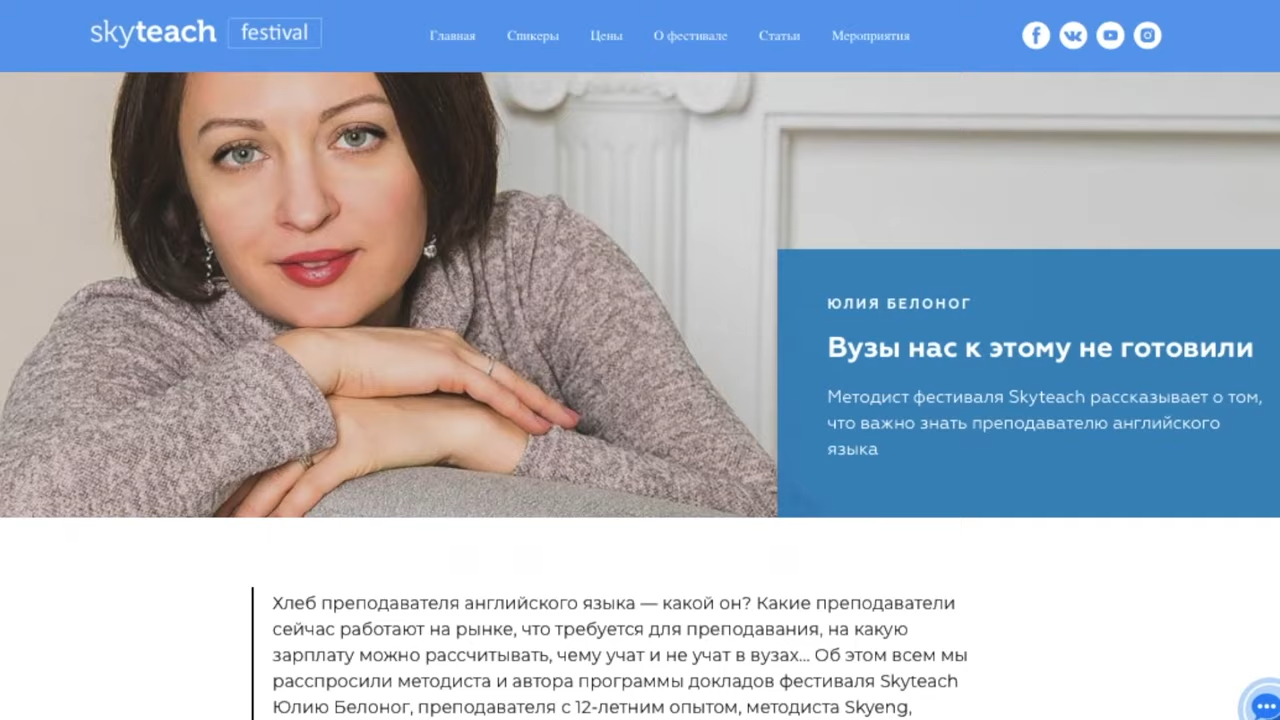 skyteach festival
Главная Спикеры Цены О фестивале Статьи Мероприятия
ЮЛИЯ БЕЛОНОГ
Вузы нас к этому не готовили
Методист фестиваля Skyteach рассказывает о том,
что важно знать преподавателю английского
языка
Хлеб преподавателя английского языка — какой он? Какие преподаватели
сейчас работают на рынке, что требуется для преподавания, на какую
зарплату можно рассчитывать, чему учат и не учат в вузах... Об этом всем мы
расспросили методиста и автора программы докладов фестиваля Skyteach
Юлию Белоног, преподавателя с 12-летним опытом, методиста Skyeng,